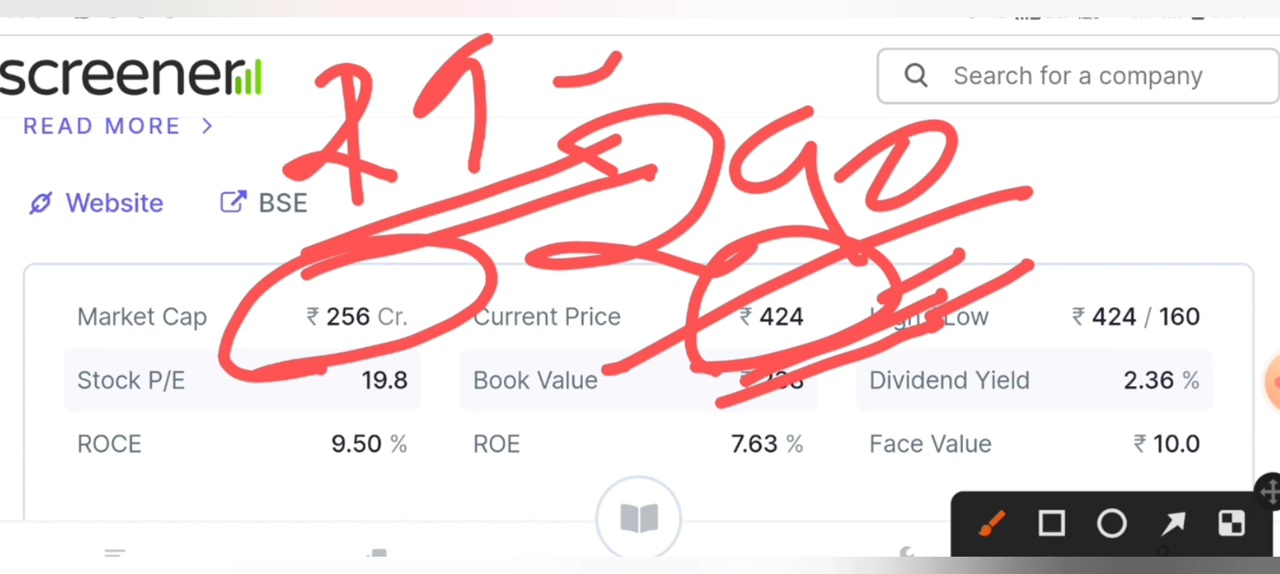 screener
Search for a company
READ MORE
Website BSE
Market Cap ₹ 256 Cr. Current Price ₹ 424 Low ₹ 424 / 160
Stock P/E 19.8 Book Value ₹ Dividend Yield 2.36 %
ROCE 9.50 % ROE 7.63 % Face Value ₹ 10.0